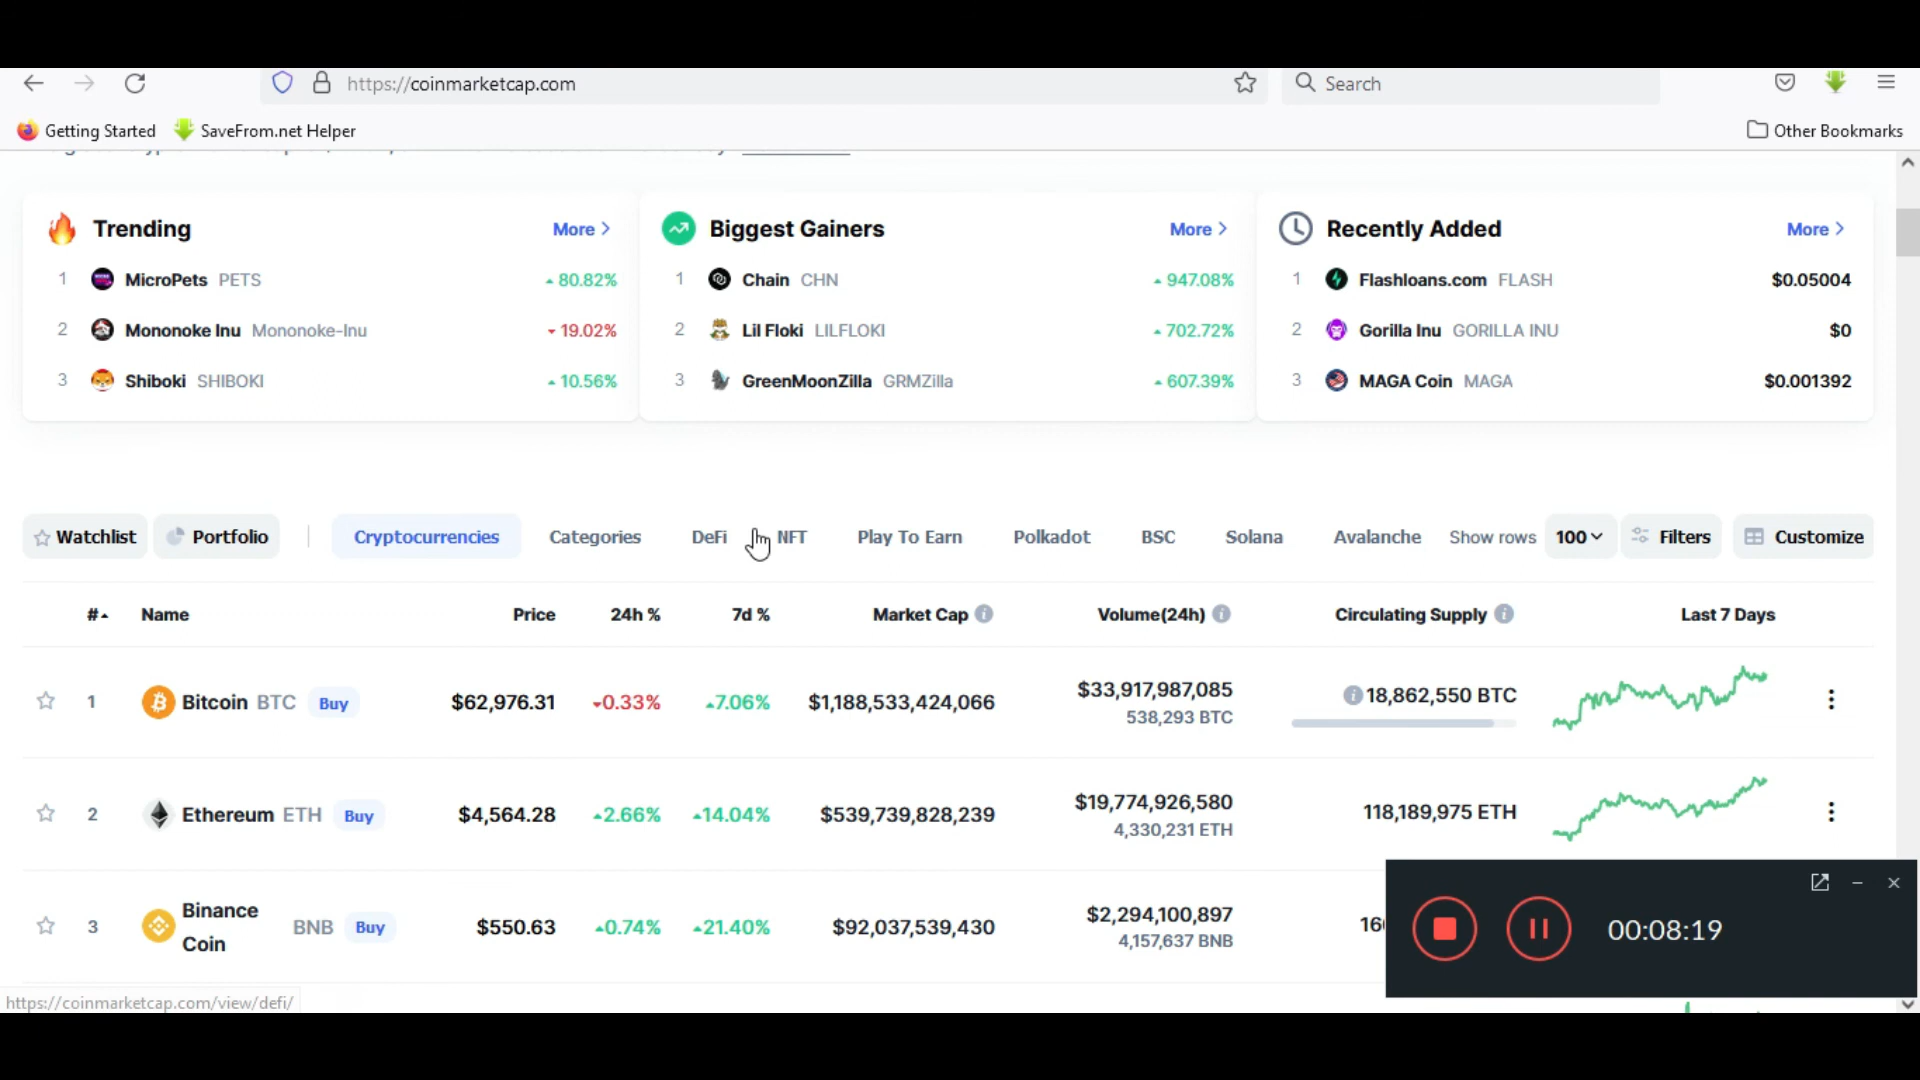 https://coinmarketcap.com
Search
Getting Started
SaveFrom.net Helper
Other Bookmarks
Trending
More
1 MicroPets PETS 80.82%
2 Mononoke Inu Mononoke-Inu 19.02%
3 Shiboki SHIBOKI 10.56%
Biggest Gainers
More
1 Chain CHN 947.08%
2 Lil Floki LILFLOKI 702.72%
3 GreenMoonZilla GRMZilla 607.39%
Recently Added
More
1 Flashloans.com FLASH $0.05004
2 Gorilla Inu GORILLA INU $0
3 MAGA Coin MAGA $0.001392
Watchlist Portfolio Cryptocurrencies Categories DeFi NFT Play To Earn Polkadot BSC Solana Avalanche Show rows 100 Filters Customize
# Name Price 24h % 7d % Market Cap Volume(24h) Circulating Supply Last 7 Days
1 Bitcoin BTC Buy $62,976.31 -0.33% 7.06% $1,188,533,424,066 $33,917,987,085 18,862,550 BTC
538,293 BTC
2 Ethereum ETH Buy $4,564.28 2.66% 14.04% $539,739,828,239 $19,774,926,580 118,189,975 ETH
4,330,231 ETH
3 Binance Coin BNB Buy $550.63 0.74% 21.40% $92,037,539,430 $2,294,100,897
4,157,637 BNB
00:08:19
https://coinmarketcap.com/view/defi/